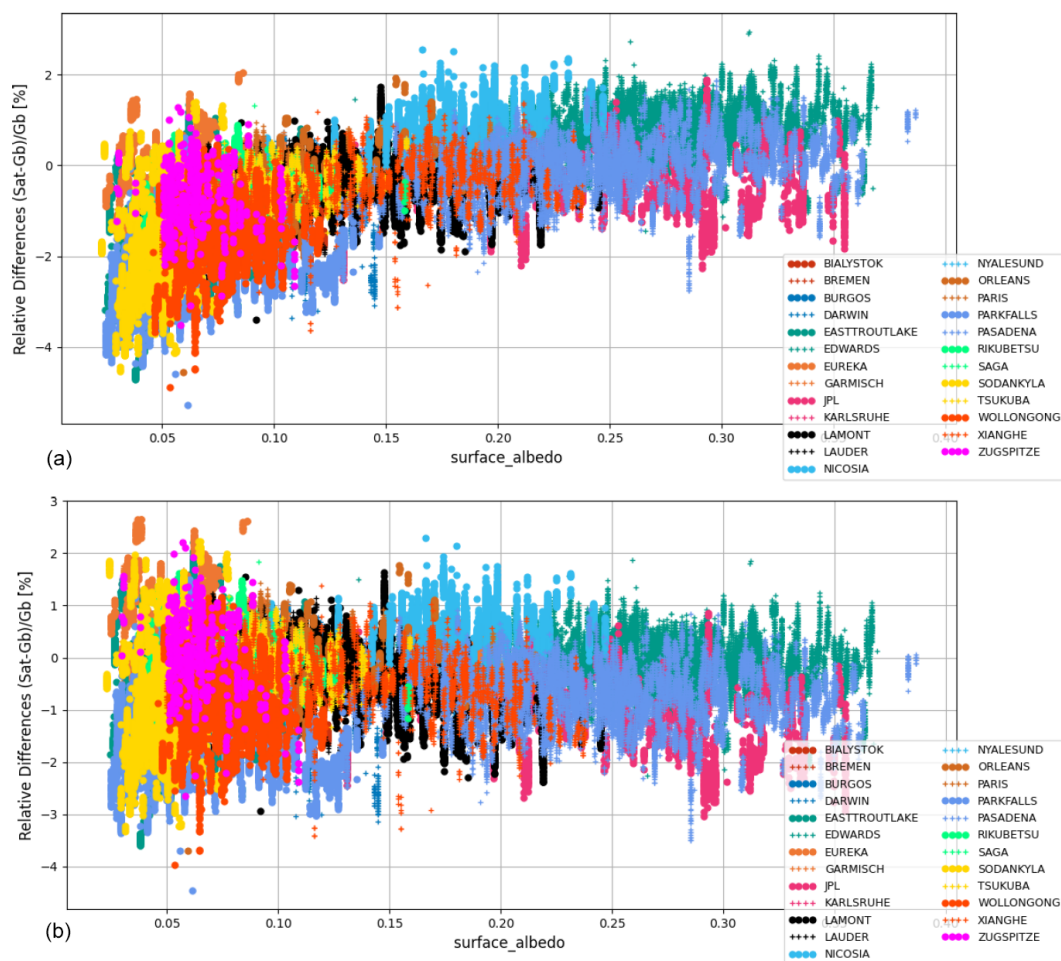 2
0
−2
−4
Relative Differences (Sat-Gb)/Gb [%]
0.05 0.10 0.15 0.20 0.25 0.30
surface_albedo
(a)
BIALYSTOK NYALESUND
BREMEN ORLEANS
BURGOS PARIS
DARWIN PARKFALLS
EASTTROUTLAKE PASADENA
EDWARDS RIKUBETSU
EUREKA SAGA
GARMISCH SODANKYLA
JPL TSUKUBA
KARLSRUHE WOLLONGONG
LAMONT XIANGHE
LAUDER ZUGSPITZE
NICOSIA
3
2
1
0
−1
−2
−3
−4
Relative Differences (Sat-Gb)/Gb [%]
0.05 0.10 0.15 0.20 0.25 0.30
surface_albedo
(b)
BIALYSTOK NYALESUND
BREMEN ORLEANS
BURGOS PARIS
DARWIN PARKFALLS
EASTTROUTLAKE PASADENA
EDWARDS RIKUBETSU
EUREKA SAGA
GARMISCH SODANKYLA
JPL TSUKUBA
KARLSRUHE WOLLONGONG
LAMONT XIANGHE
LAUDER ZUGSPITZE
NICOSIA